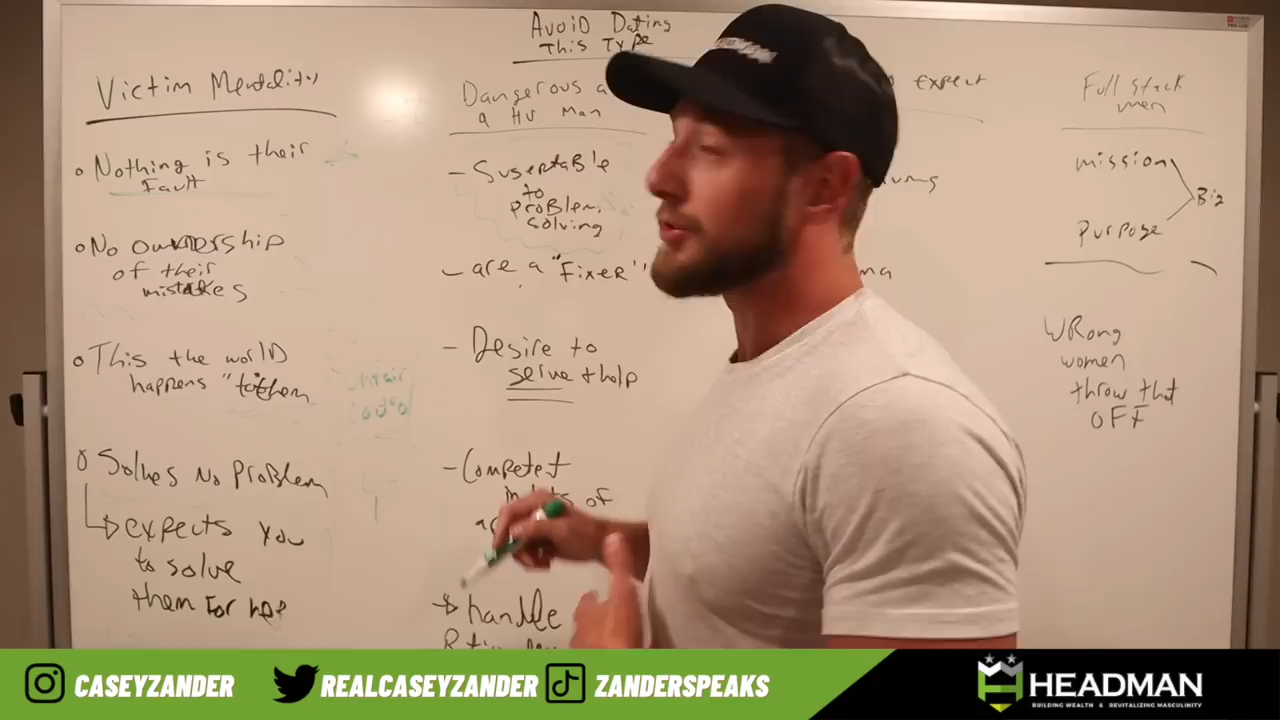 Avoid Dating
This Type
Victim Mentality
Nothing is their
Fault
No ownership
of their
mistakes
This the world
happens "to" them
Solves No Problem
expects you
to solve
them for her
Dangerous a
a HV Man
- Suseptable
to
problem
solving
- are a "Fixer"
- Desire to
serve + help
- Competent
of
handle
expect
Full Stack
men
mission
Big
Purpose
Wrong
women
throw that
OFF
CASEYZANDER
REALCASEYZANDER
ZANDERSPEAKS
HEADMAN
BUILDING WEALTH & REVITALIZING MASCULINITY